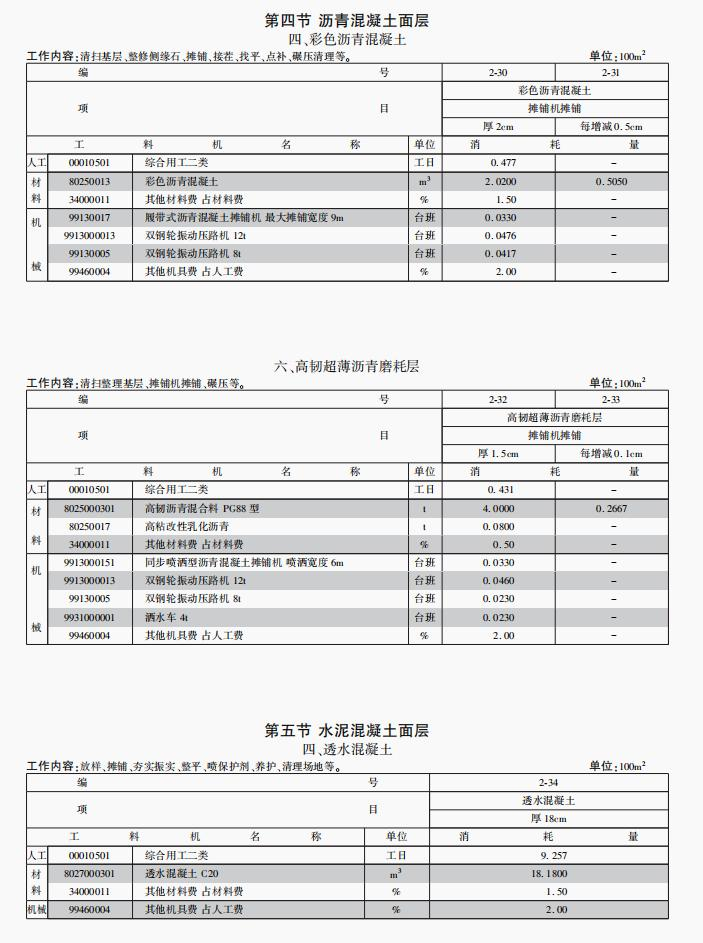 第四节 沥青混凝土面层
四、彩色沥青混凝土
工作内容:清扫基层、整修侧缘石、摊铺、接茬、找平、点补、碾压清理等。 单位:100m²
编 号 2-30 2-31
项 目 彩色沥青混凝土
摊铺机摊铺
厚 2cm 每增减 0.5cm
工 料 机 名 称 单位 消 耗 量
人工 00010501 综合用工二类 工日 0.477 –
材料 80250013 彩色沥青混凝土 m³ 2.0200 0.5050
34000011 其他材料费 占材料费 % 1.50 –
机械 99130017 履带式沥青混凝土摊铺机 最大摊铺宽度 9m 台班 0.0330 –
9913000013 双钢轮振动压路机 12t 台班 0.0476 –
99130005 双钢轮振动压路机 8t 台班 0.0417 –
99460004 其他机具费 占人工费 % 2.00 –
六、高韧超薄沥青磨耗层
工作内容:清扫整理基层、摊铺机摊铺、碾压等。 单位:100m²
编 号 2-32 2-33
项 目 高韧超薄沥青磨耗层
摊铺机摊铺
厚 1.5cm 每增减 0.1cm
工 料 机 名 称 单位 消 耗 量
人工 00010501 综合用工二类 工日 0.431 –
材料 8025000301 高韧沥青混合料 PG88 型 t 4.0000 0.2667
80250017 高粘改性乳化沥青 t 0.0800 –
34000011 其他材料费 占材料费 % 0.50 –
机械 9913000151 同步喷洒型沥青混凝土摊铺机 喷洒宽度 6m 台班 0.0330 –
9913000013 双钢轮振动压路机 12t 台班 0.0460 –
99130005 双钢轮振动压路机 8t 台班 0.0230 –
9931000001 洒水车 4t 台班 0.0230 –
99460004 其他机具费 占人工费 % 2.00 –
第五节 水泥混凝土面层
四、透水混凝土
工作内容:放样、摊铺、夯实振实、整平、喷保护剂、养护、清理场地等。 单位:100m²
编 号 2-34
项 目 透水混凝土
厚 18cm
工 料 机 名 称 单位 消 耗 量
人工 00010501 综合用工二类 工日 9.257
材料 8027000301 透水混凝土 C20 m³ 18.1800
34000011 其他材料费 占材料费 % 1.50
机械 99460004 其他机具费 占人工费 % 2.00